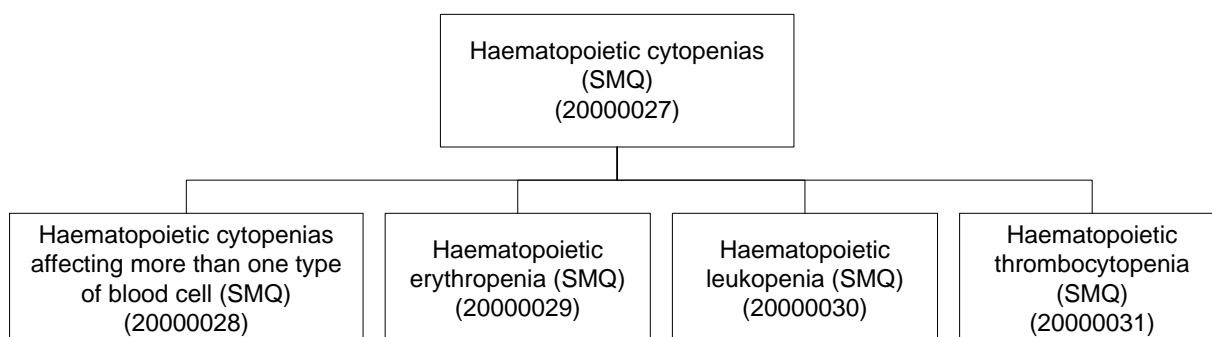 Haematopoietic cytopenias
(SMQ)
(20000027)
Haematopoietic cytopenias
affecting more than one type
of blood cell (SMQ)
(20000028)
Haematopoietic
erythropenia (SMQ)
(20000029)
Haematopoietic
leukopenia (SMQ)
(20000030)
Haematopoietic
thrombocytopenia
(SMQ)
(20000031)